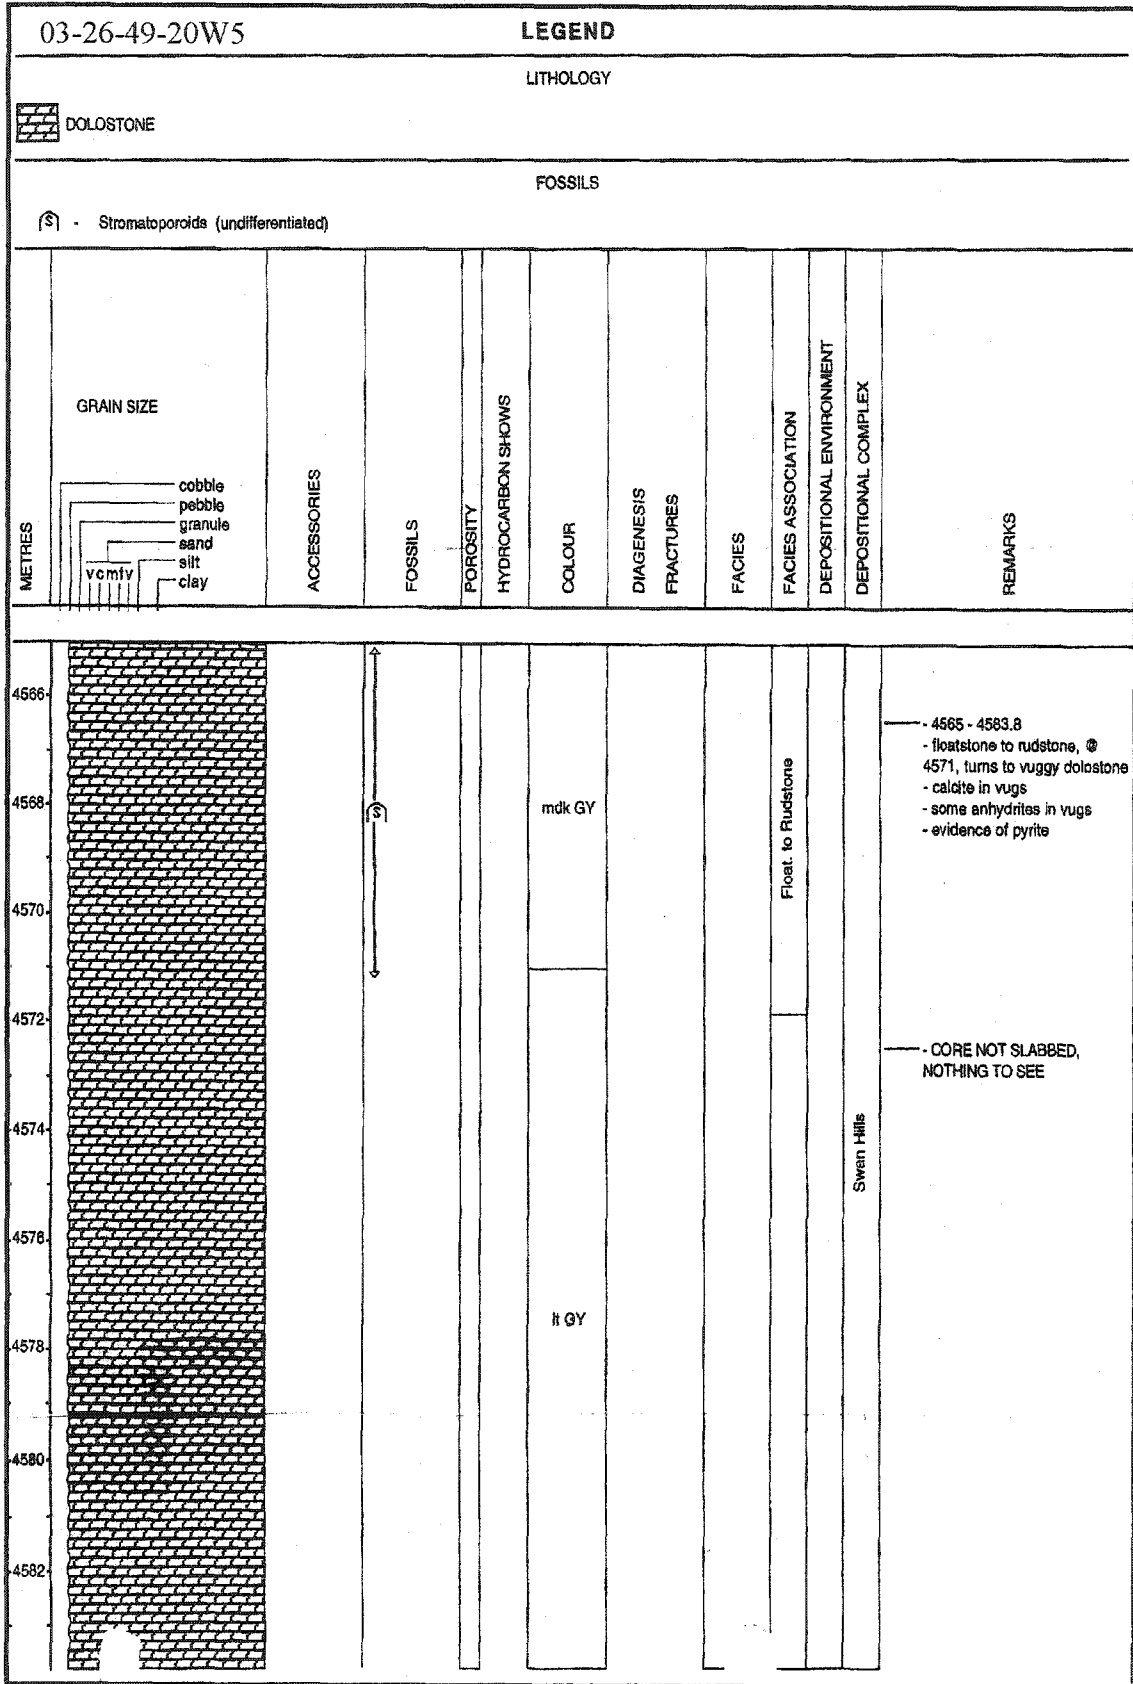 03-26-49-20W5
LEGEND
LITHOLOGY
DOLOSTONE
FOSSILS
S - Stromatoporoids (undifferentiated)
METRES
GRAIN SIZE
cobble
pebble
granule
sand
vcmfv
silt
clay
ACCESSORIES
FOSSILS
POROSITY
HYDROCARBON SHOWS
COLOUR
DIAGENESIS
FRACTURES
FACIES
FACIES ASSOCIATION
DEPOSITIONAL ENVIRONMENT
DEPOSITIONAL COMPLEX
REMARKS
4566
4568
4570
4572
4574
4576
4578
4580
4582
S
mdk GY
lt GY
Float. to Rudstone
Swan Hills
- 4565 - 4583.8
- floatstone to rudstone, @
4571, turns to vuggy dolostone
- calcite in vugs
- some anhydrites in vugs
- evidence of pyrite
- CORE NOT SLABBED,
NOTHING TO SEE